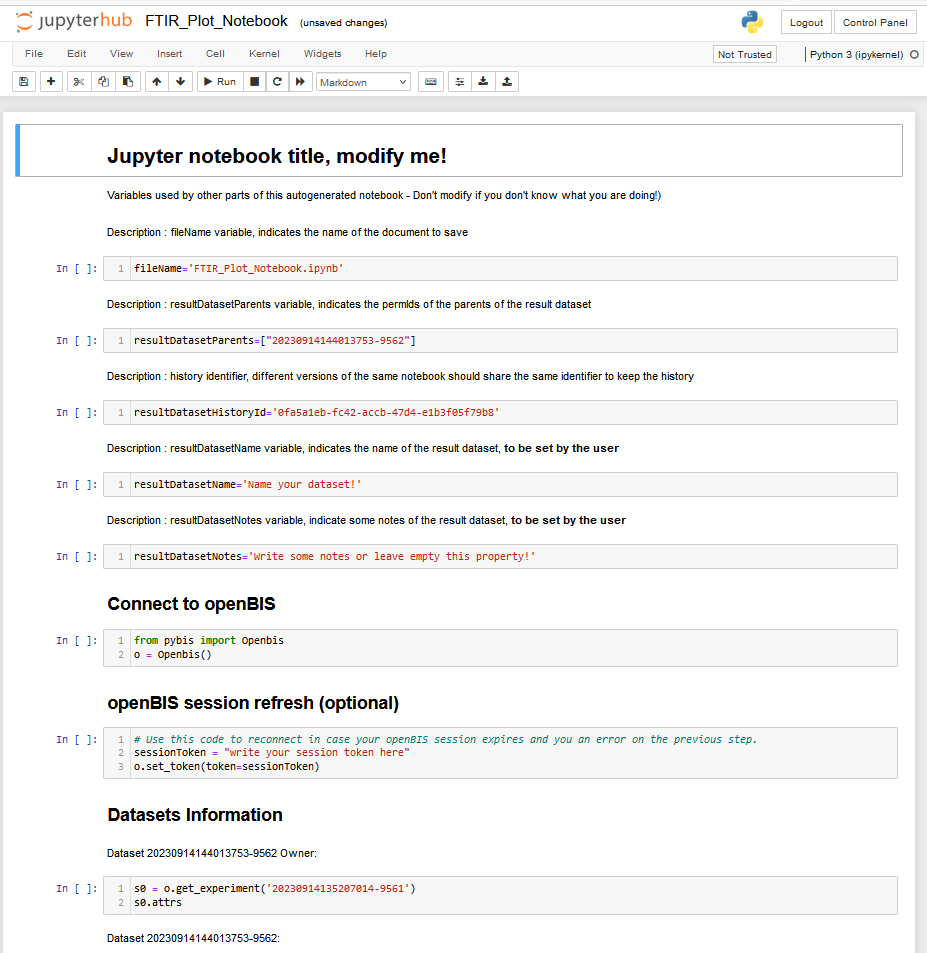 jupyterhub FTIR_Plot_Notebook (unsaved changes) Logout Control Panel
File Edit View Insert Cell Kernel Widgets Help Not Trusted Python 3 (ipykernel)
Run Markdown
Jupyter notebook title, modify me!
Variables used by other parts of this autogenerated notebook - Don't modify if you don't know what you are doing!)
Description : fileName variable, indicates the name of the document to save
In [ ]: 1 fileName='FTIR_Plot_Notebook.ipynb'
Description : resultDatasetParents variable, indicates the permIds of the parents of the result dataset
In [ ]: 1 resultDatasetParents=["20230914144013753-9562"]
Description : history identifier, different versions of the same notebook should share the same identifier to keep the history
In [ ]: 1 resultDatasetHistoryId='0fa5a1eb-fc42-accb-47d4-e1b3f05f79b8'
Description : resultDatasetName variable, indicates the name of the result dataset, to be set by the user
In [ ]: 1 resultDatasetName='Name your dataset!'
Description : resultDatasetNotes variable, indicate some notes of the result dataset, to be set by the user
In [ ]: 1 resultDatasetNotes='Write some notes or leave empty this property!'
Connect to openBIS
In [ ]: 1 from pybis import Openbis
2 o = Openbis()
openBIS session refresh (optional)
In [ ]: 1 # Use this code to reconnect in case your openBIS session expires and you an error on the previous step.
2 sessionToken = "write your session token here"
3 o.set_token(token=sessionToken)
Datasets Information
Dataset 20230914144013753-9562 Owner:
In [ ]: 1 s0 = o.get_experiment('20230914135207014-9561')
2 s0.attrs
Dataset 20230914144013753-9562: